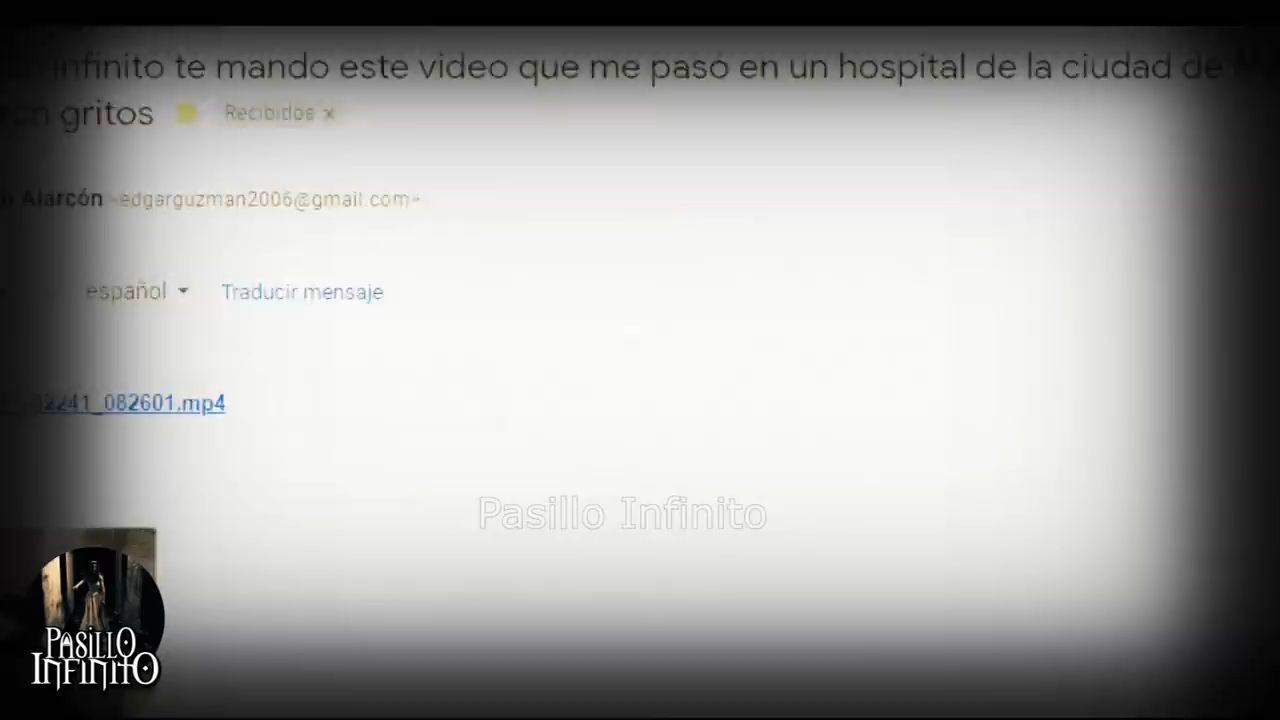 infinito te mando este video que me pasó en un hospital de la ciudad de
gritos Recibidos x
Alarcón <edgarguzman2006@gmail.com>
español Traducir mensaje
2241_082601.mp4
Pasillo Infinito
PASILLO
INFINITO